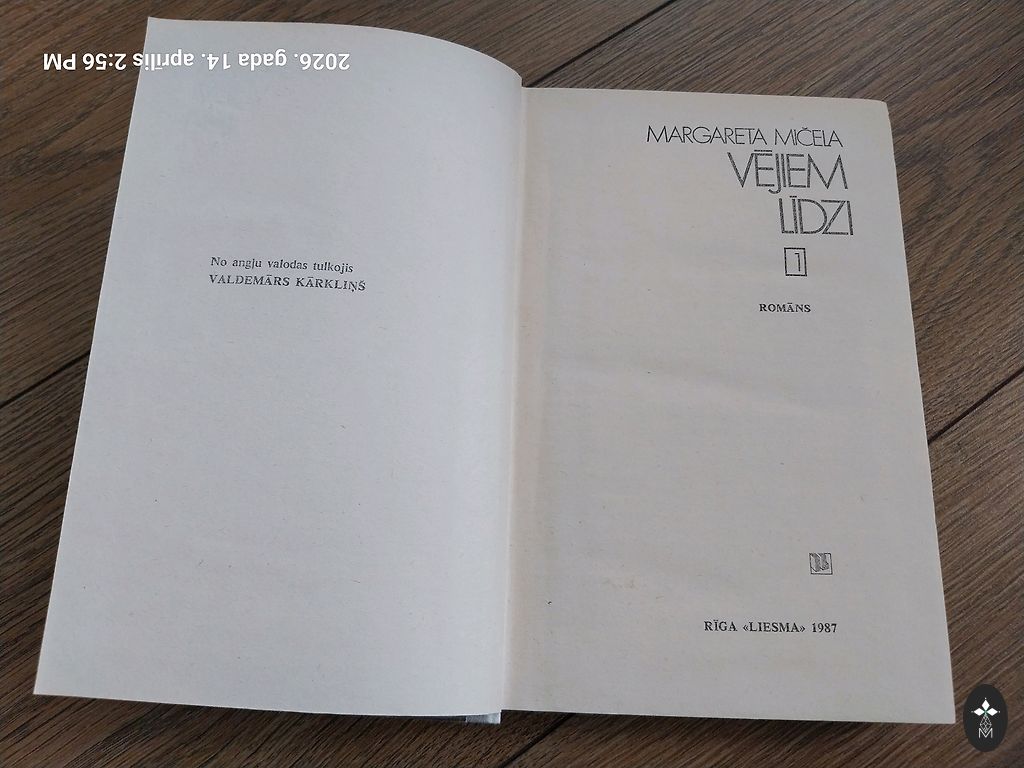 2026. gada 14. aprīlis 2:56 PM
No angļu valodas tulkojis
VALDEMĀRS KĀRKLIŅŠ
MARGARETA MIČELA
VĒJIEM
LĪDZI
1
ROMĀNS
RĪGA «LIESMA» 1987
M